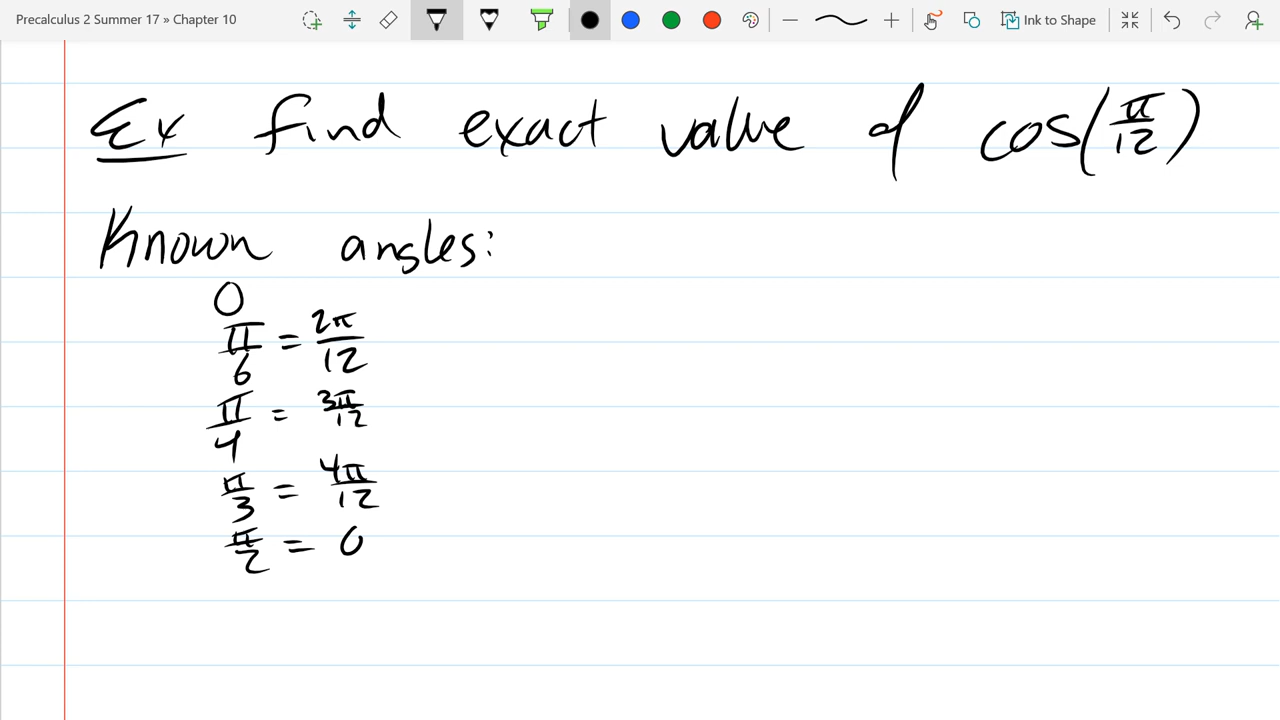 Precalculus 2 Summer 17 » Chapter 10
Ink to Shape
Ex find exact value of cos(π/12)
Known angles:
0
π/6 = 2π/12
π/4 = 3π/12
π/3 = 4π/12
π/2 = 0